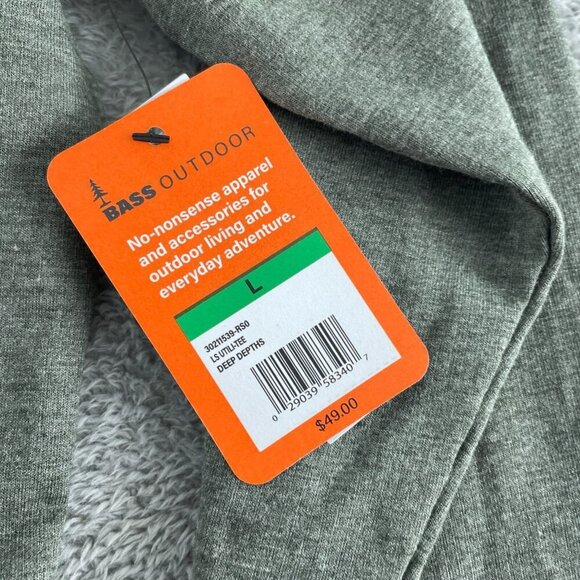 BASS OUTDOOR
No-nonsense apparel
and accessories for
outdoor living and
everyday adventure.
L
30211539-RS0
LS UTILI-TEE
DEEP DEPTHS
0 29039 58340 7
$49.00